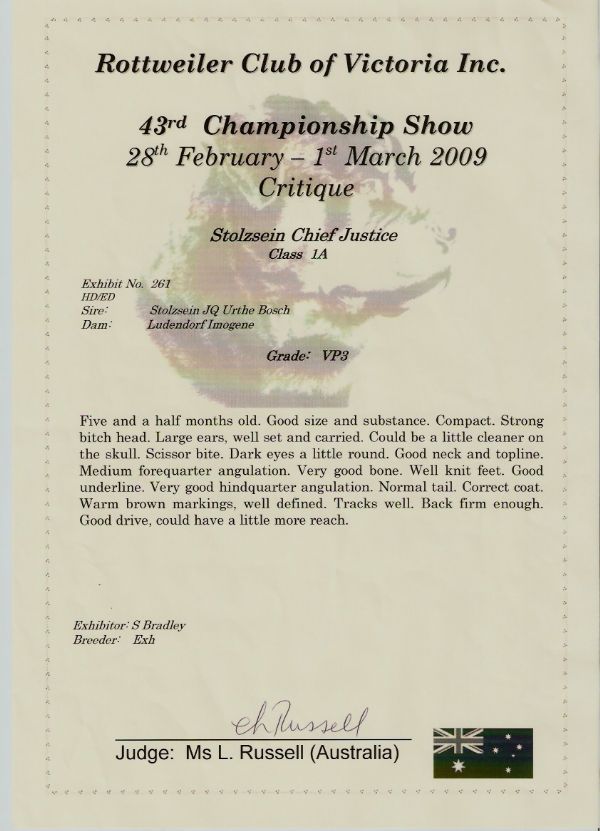 Rottweiler Club of Victoria Inc.
43rd Championship Show
28th February – 1st March 2009
Critique
Stolzsein Chief Justice
Class 1A
Exhibit No. 261
HD/ED
Sire: Stolzsein JQ Urthe Bosch
Dam: Ludendorf Imogene
Grade: VP3
Five and a half months old. Good size and substance. Compact. Strong
bitch head. Large ears, well set and carried. Could be a little cleaner on
the skull. Scissor bite. Dark eyes a little round. Good neck and topline.
Medium forequarter angulation. Very good bone. Well knit feet. Good
underline. Very good hindquarter angulation. Normal tail. Correct coat.
Warm brown markings, well defined. Tracks well. Back firm enough.
Good drive, could have a little more reach.
Exhibitor: S Bradley
Breeder: Exh
Russell
Judge: Ms L. Russell (Australia)